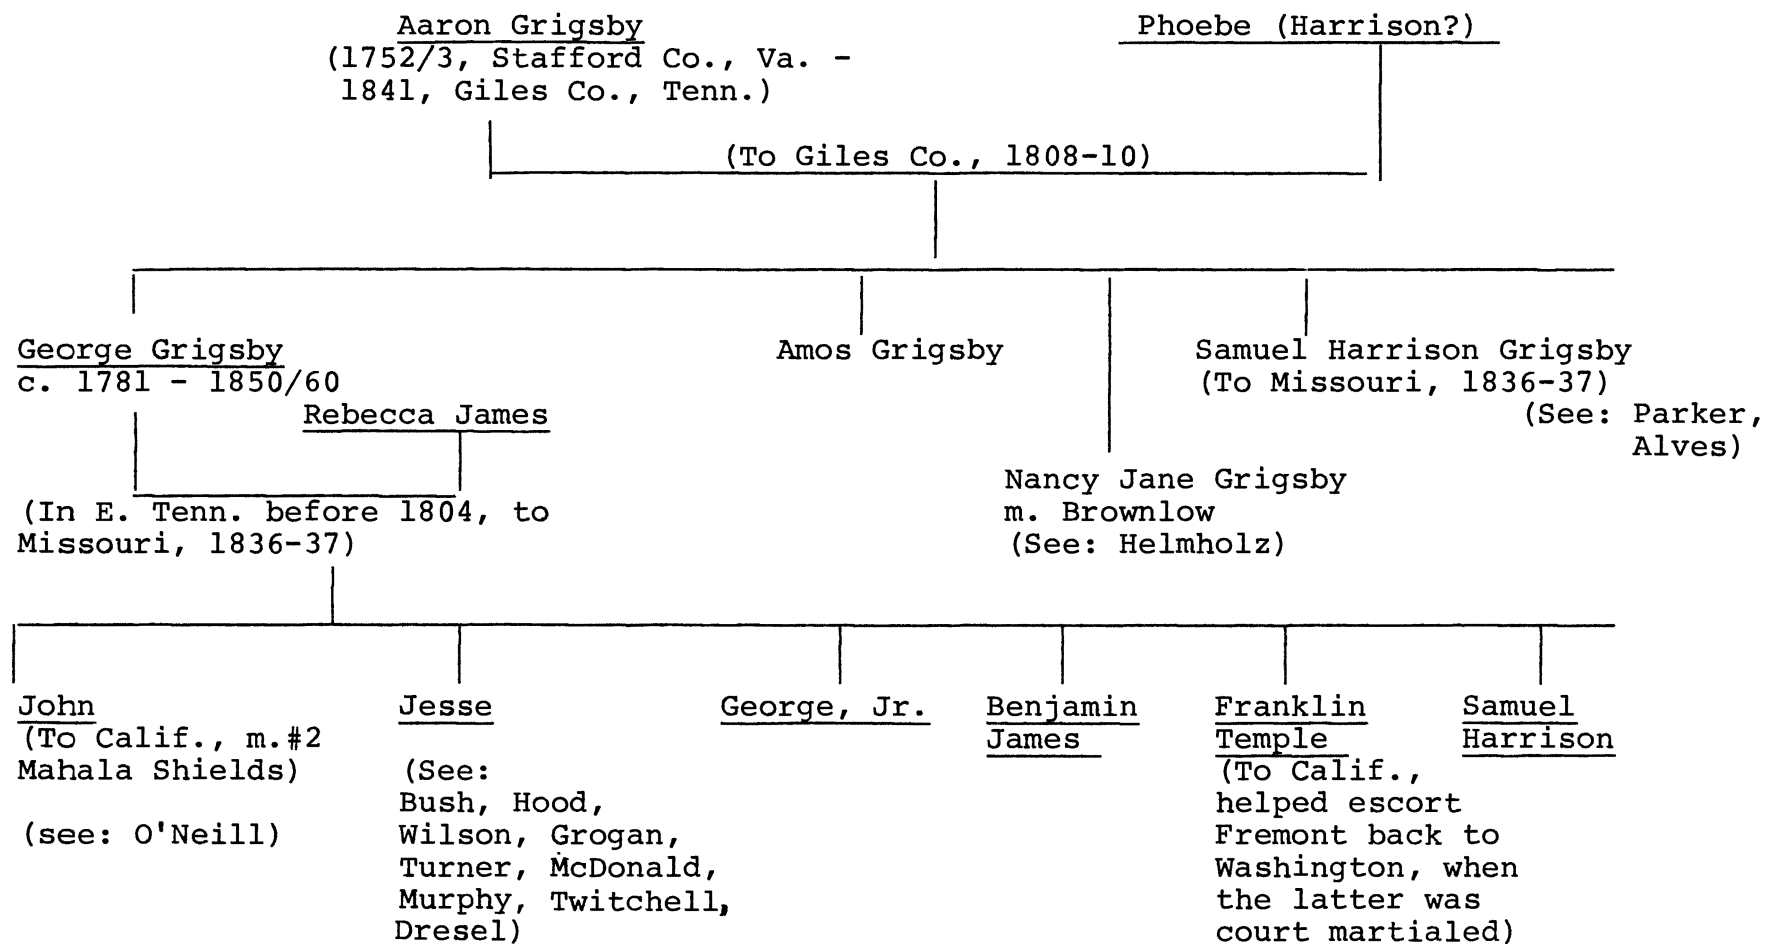 Aaron Grigsby
(1752/3, Stafford Co., Va. -
1841, Giles Co., Tenn.)
Phoebe (Harrison?)
(To Giles Co., 1808-10)
George Grigsby
c. 1781 - 1850/60
Rebecca James
(In E. Tenn. before 1804, to
Missouri, 1836-37)
Amos Grigsby
Nancy Jane Grigsby
m. Brownlow
(See: Helmholz)
Samuel Harrison Grigsby
(To Missouri, 1836-37)
(See: Parker,
Alves)
John
(To Calif., m.#2
Mahala Shields)
(see: O'Neill)
Jesse
(See:
Bush, Hood,
Wilson, Grogan,
Turner, McDonald,
Murphy, Twitchell,
Dresel)
George, Jr.
Benjamin
James
Franklin
Temple
(To Calif.,
helped escort
Fremont back to
Washington, when
the latter was
court martialed)
Samuel
Harrison